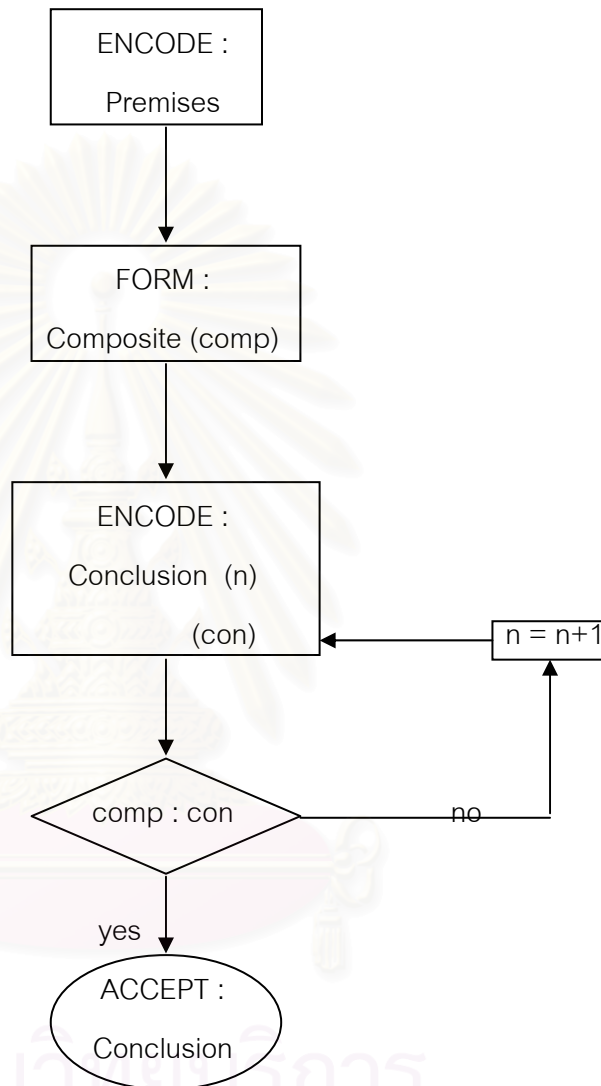 ENCODE :
Premises
FORM :
Composite (comp)
ENCODE :
Conclusion (n)
(con)
n = n+1
comp : con
no
yes
ACCEPT :
Conclusion